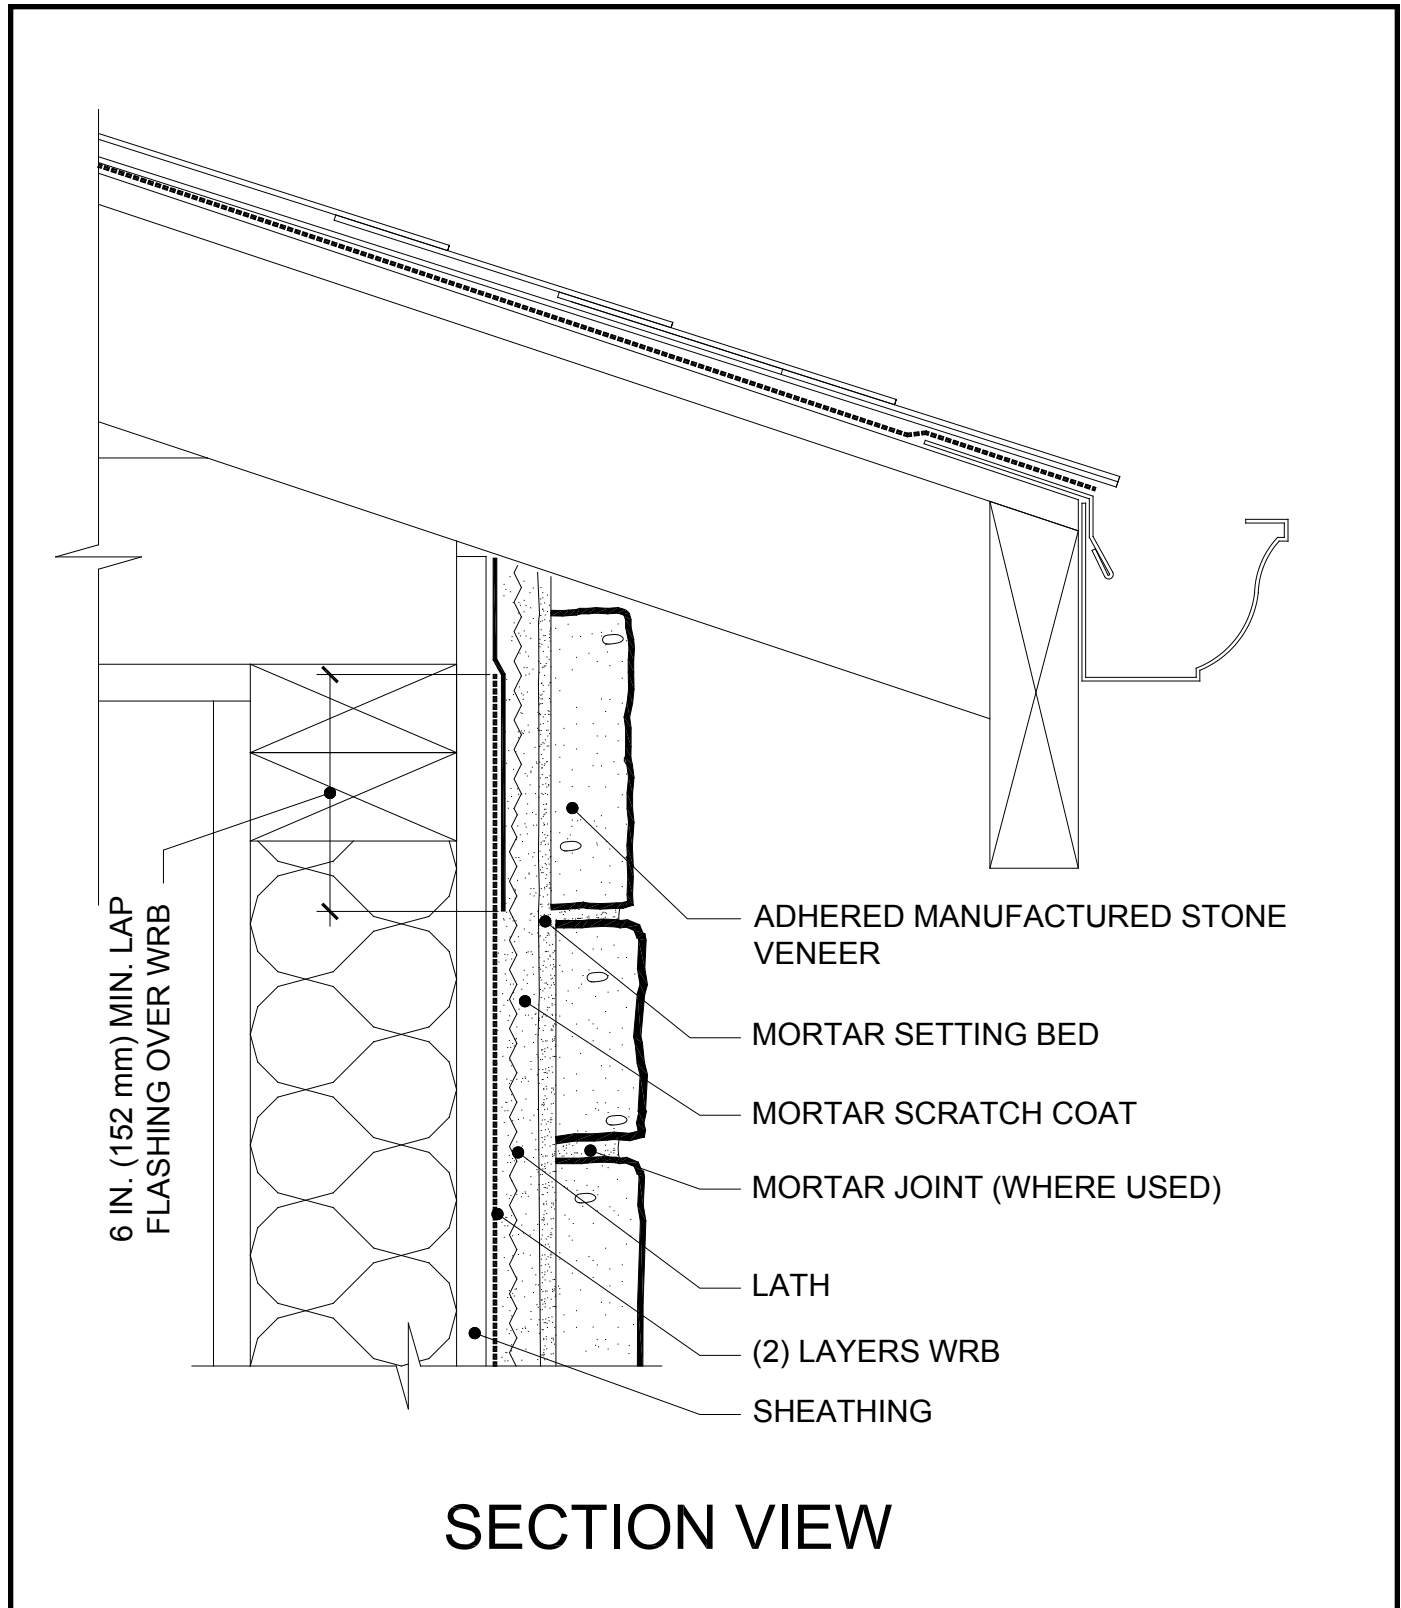 6 IN. (152 mm) MIN. LAP
FLASHING OVER WRB
ADHERED MANUFACTURED STONE
VENEER
MORTAR SETTING BED
MORTAR SCRATCH COAT
MORTAR JOINT (WHERE USED)
LATH
(2) LAYERS WRB
SHEATHING
SECTION VIEW